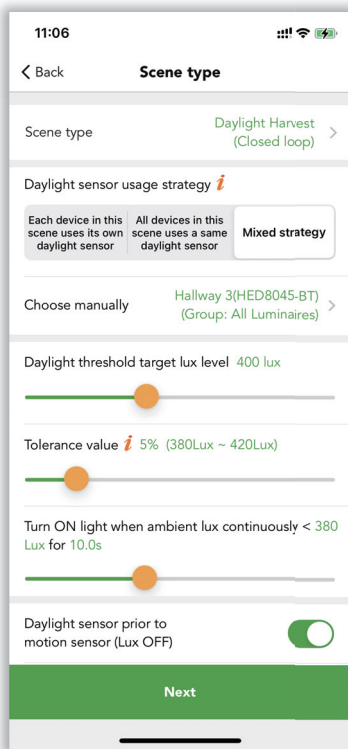 11:06
Back
Scene type
Scene type
Daylight Harvest
(Closed loop)
Daylight sensor usage strategy i
Each device in this
scene uses its own
daylight sensor
All devices in this
scene uses a same
daylight sensor
Mixed strategy
Choose manually
Hallway 3(HED8045-BT)
(Group: All Luminaires)
Daylight threshold target lux level 400 lux
Tolerance value i 5% (380Lux ~ 420Lux)
Turn ON light when ambient lux continuously < 380
Lux for 10.0s
Daylight sensor prior to
motion sensor (Lux OFF)
Next